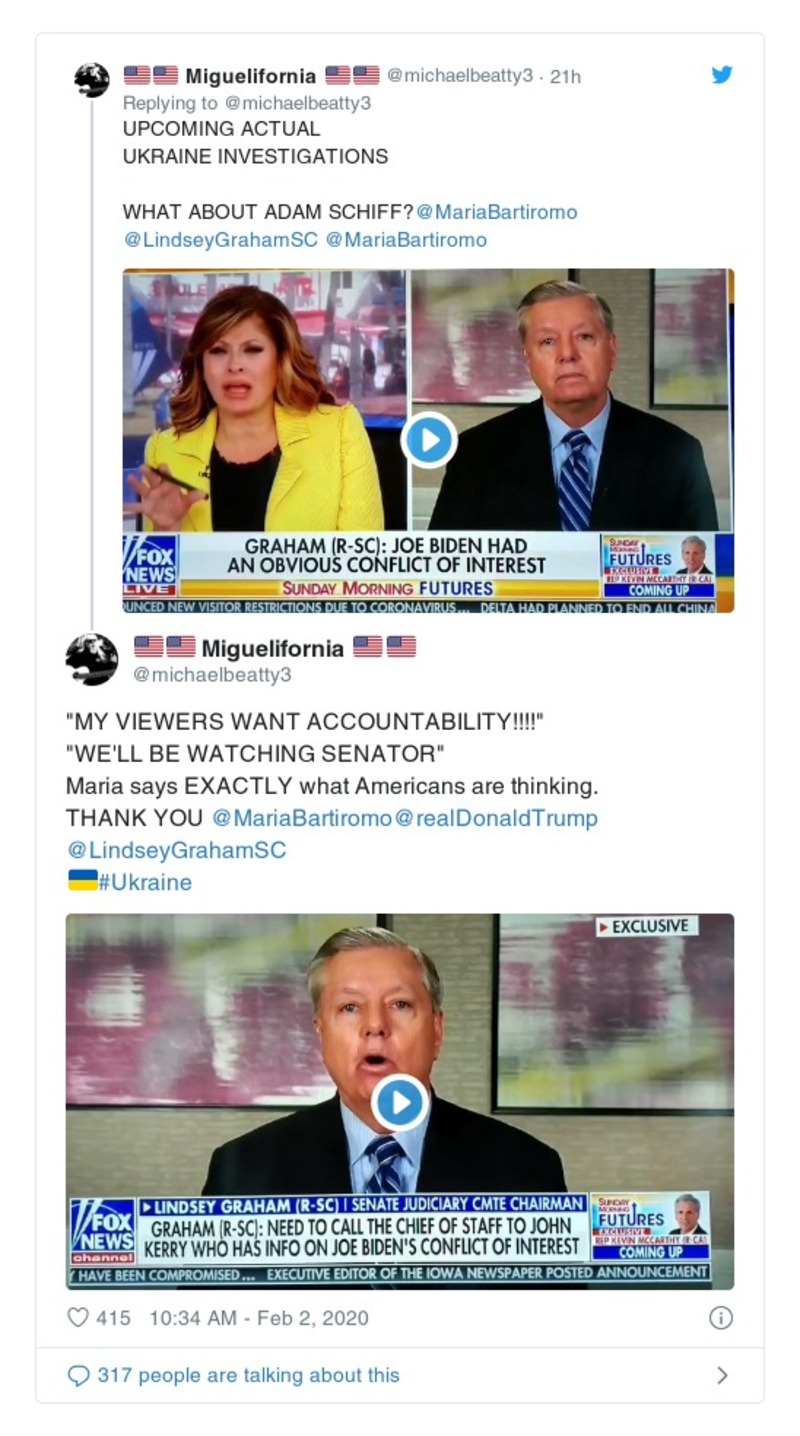 Miguelifornia @michaelbeatty3 · 21h
Replying to @michaelbeatty3
UPCOMING ACTUAL
UKRAINE INVESTIGATIONS
WHAT ABOUT ADAM SCHIFF?@MariaBartiromo
@LindseyGrahamSC @MariaBartiromo
FOX
NEWS
LIVE
GRAHAM (R-SC): JOE BIDEN HAD
AN OBVIOUS CONFLICT OF INTEREST
SUNDAY MORNING FUTURES
SUNDAY
MORNING
FUTURES
EXCLUSIVE
REP KEVIN MCCARTHY (R-CA)
COMING UP
UNCED NEW VISITOR RESTRICTIONS DUE TO CORONAVIRUS... DELTA HAD PLANNED TO END ALL CHINA
Miguelifornia
@michaelbeatty3
"MY VIEWERS WANT ACCOUNTABILITY!!!!"
"WE'LL BE WATCHING SENATOR"
Maria says EXACTLY what Americans are thinking.
THANK YOU @MariaBartiromo@realDonaldTrump
@LindseyGrahamSC
#Ukraine
EXCLUSIVE
FOX
NEWS
channel
LINDSEY GRAHAM (R-SC) | SENATE JUDICIARY CMTE CHAIRMAN
GRAHAM (R-SC): NEED TO CALL THE CHIEF OF STAFF TO JOHN
KERRY WHO HAS INFO ON JOE BIDEN'S CONFLICT OF INTEREST
SUNDAY
MORNING
FUTURES
EXCLUSIVE
REP KEVIN MCCARTHY (R-CA)
COMING UP
HAVE BEEN COMPROMISED... EXECUTIVE EDITOR OF THE IOWA NEWSPAPER POSTED ANNOUNCEMENT
415 10:34 AM - Feb 2, 2020
317 people are talking about this